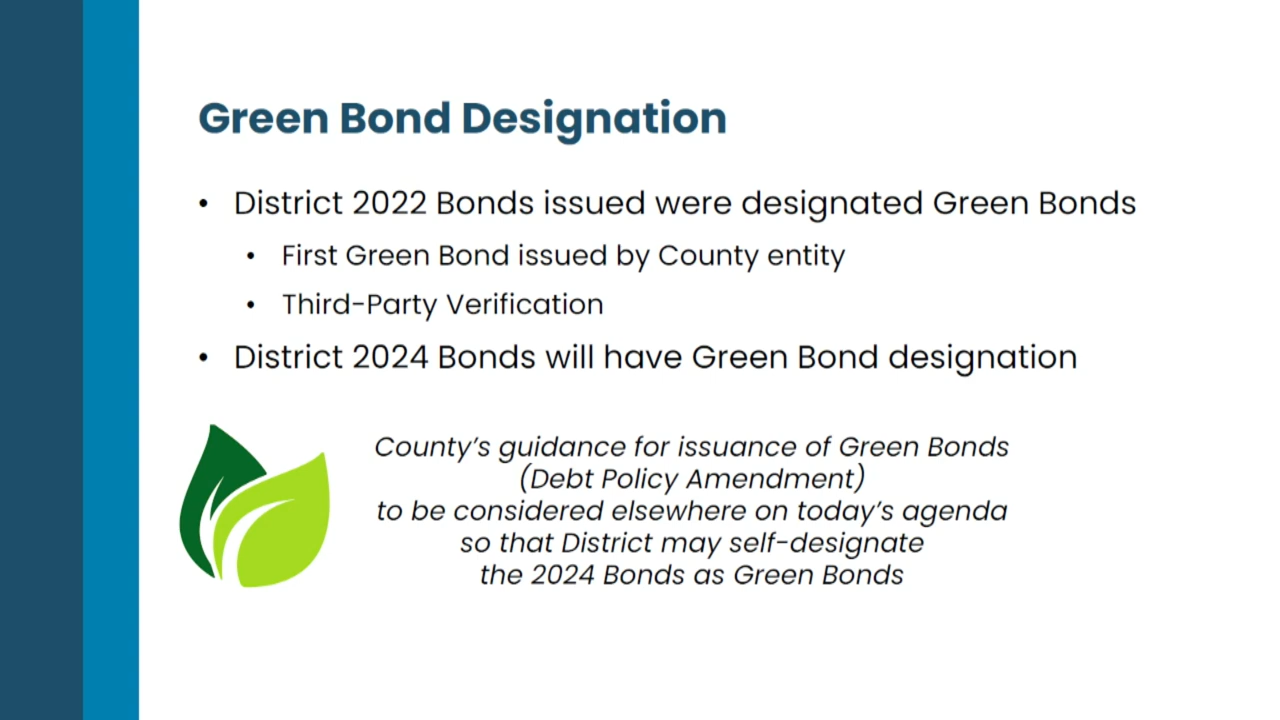 Green Bond Designation
• District 2022 Bonds issued were designated Green Bonds
• First Green Bond issued by County entity
• Third-Party Verification
• District 2024 Bonds will have Green Bond designation
County's guidance for issuance of Green Bonds
(Debt Policy Amendment)
to be considered elsewhere on today's agenda
so that District may self-designate
the 2024 Bonds as Green Bonds